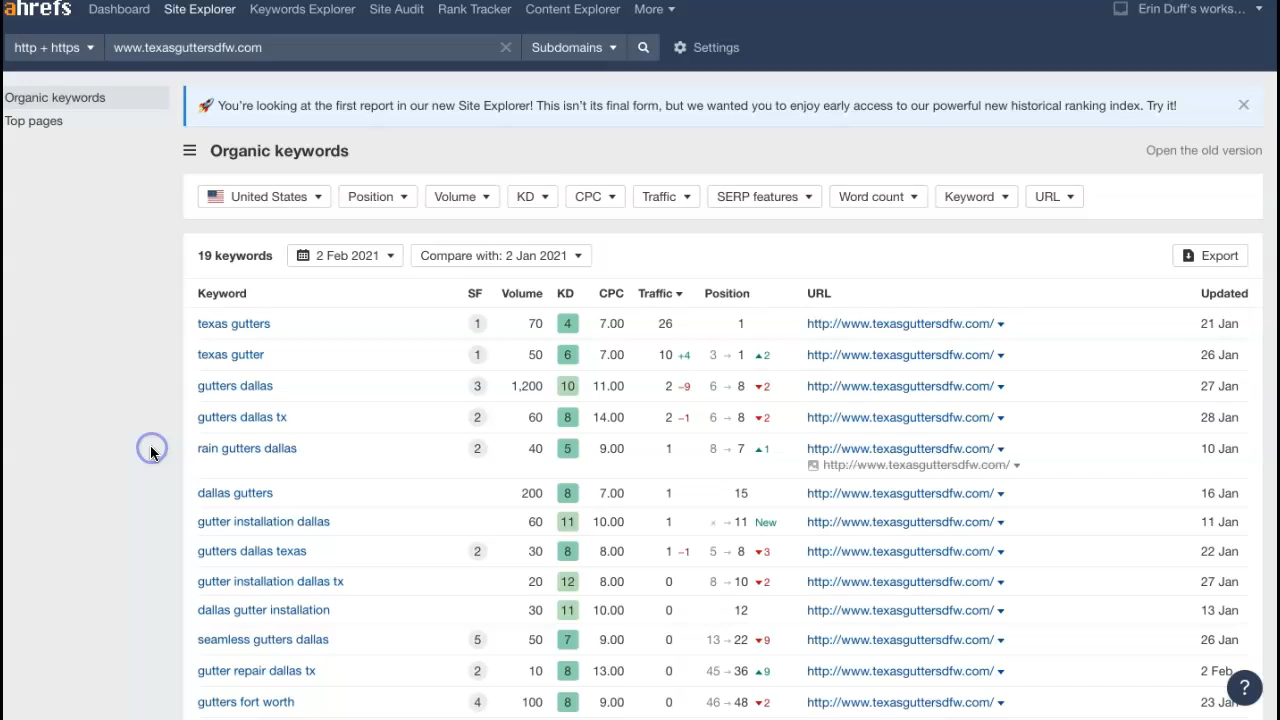 ahrefs Dashboard Site Explorer Keywords Explorer Site Audit Rank Tracker Content Explorer More Erin Duff's works...
http + https www.texasguttersdfw.com Subdomains Settings
Organic keywords
Top pages
🚀 You're looking at the first report in our new Site Explorer! This isn't its final form, but we wanted you to enjoy early access to our powerful new historical ranking index. Try it!
Organic keywords Open the old version
United States Position Volume KD CPC Traffic SERP features Word count Keyword URL
19 keywords 2 Feb 2021 Compare with: 2 Jan 2021 Export
Keyword SF Volume KD CPC Traffic Position URL Updated
texas gutters 1 70 4 7.00 26 1 http://www.texasguttersdfw.com/ 21 Jan
texas gutter 1 50 6 7.00 10 +4 3 → 1 ▲2 http://www.texasguttersdfw.com/ 26 Jan
gutters dallas 3 1,200 10 11.00 2 −9 6 → 8 ▼2 http://www.texasguttersdfw.com/ 27 Jan
gutters dallas tx 2 60 8 14.00 2 −1 6 → 8 ▼2 http://www.texasguttersdfw.com/ 28 Jan
rain gutters dallas 2 40 5 9.00 1 8 → 7 ▲1 http://www.texasguttersdfw.com/ 10 Jan
http://www.texasguttersdfw.com/
dallas gutters 200 8 7.00 1 15 http://www.texasguttersdfw.com/ 16 Jan
gutter installation dallas 60 11 10.00 1 × → 11 New http://www.texasguttersdfw.com/ 11 Jan
gutters dallas texas 2 30 8 8.00 1 −1 5 → 8 ▼3 http://www.texasguttersdfw.com/ 22 Jan
gutter installation dallas tx 20 12 8.00 0 8 → 10 ▼2 http://www.texasguttersdfw.com/ 27 Jan
dallas gutter installation 30 11 10.00 0 12 http://www.texasguttersdfw.com/ 13 Jan
seamless gutters dallas 5 50 7 9.00 0 13 → 22 ▼9 http://www.texasguttersdfw.com/ 26 Jan
gutter repair dallas tx 2 10 8 13.00 0 45 → 36 ▲9 http://www.texasguttersdfw.com/ 2 Feb
gutters fort worth 4 100 8 9.00 0 46 → 48 ▼2 http://www.texasguttersdfw.com/ 23 Jan
?